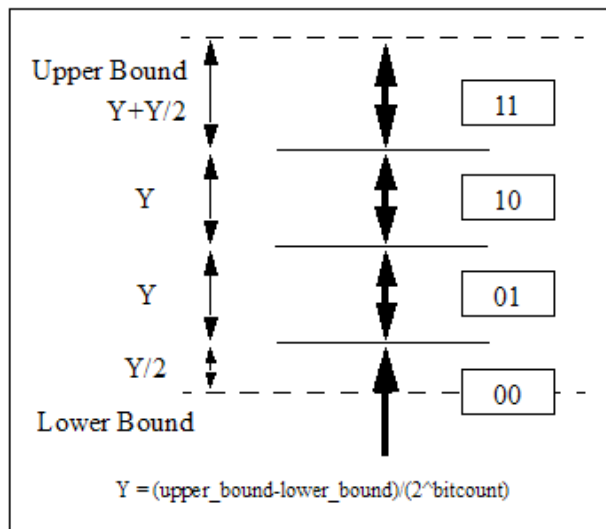 Upper Bound
Y+Y/2
11
Y
10
Y
01
Y/2
00
Lower Bound
Y = (upper_bound-lower_bound)/(2^bitcount)